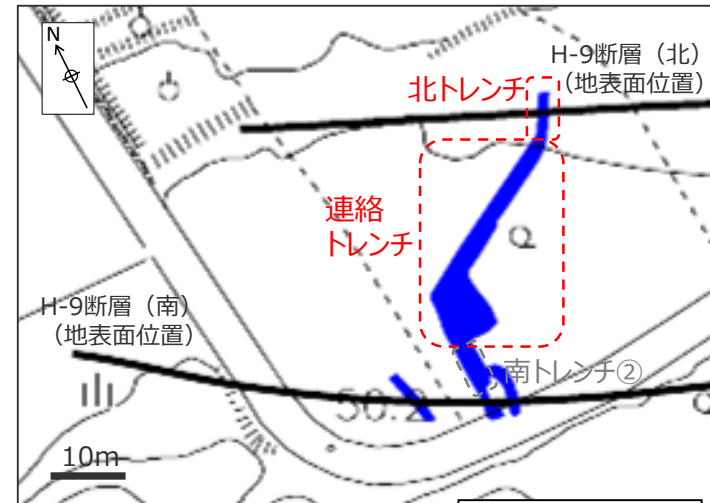 N
H-9断層（北）
（地表面位置）
北トレンチ
連絡
トレンチ
H-9断層（南）
（地表面位置）
南トレンチ②
50.2
10m